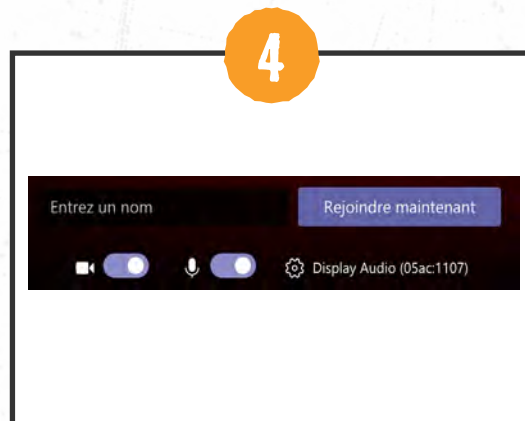 4
Entrez un nom
Rejoindre maintenant
Display Audio (05ac:1107)